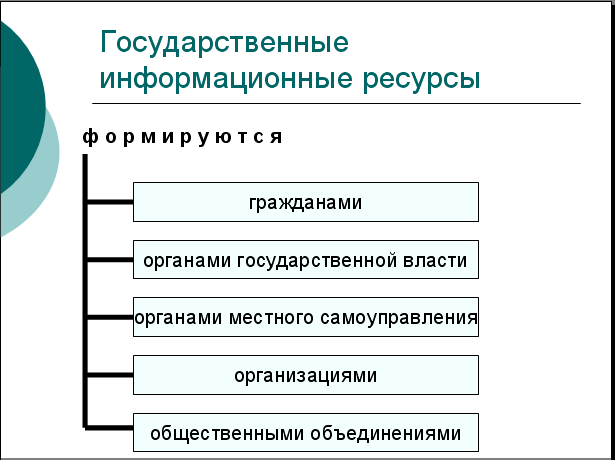 Государственные
информационные ресурсы
ф о р м и р у ю т с я
гражданами
органами государственной власти
органами местного самоуправления
организациями
общественными объединениями